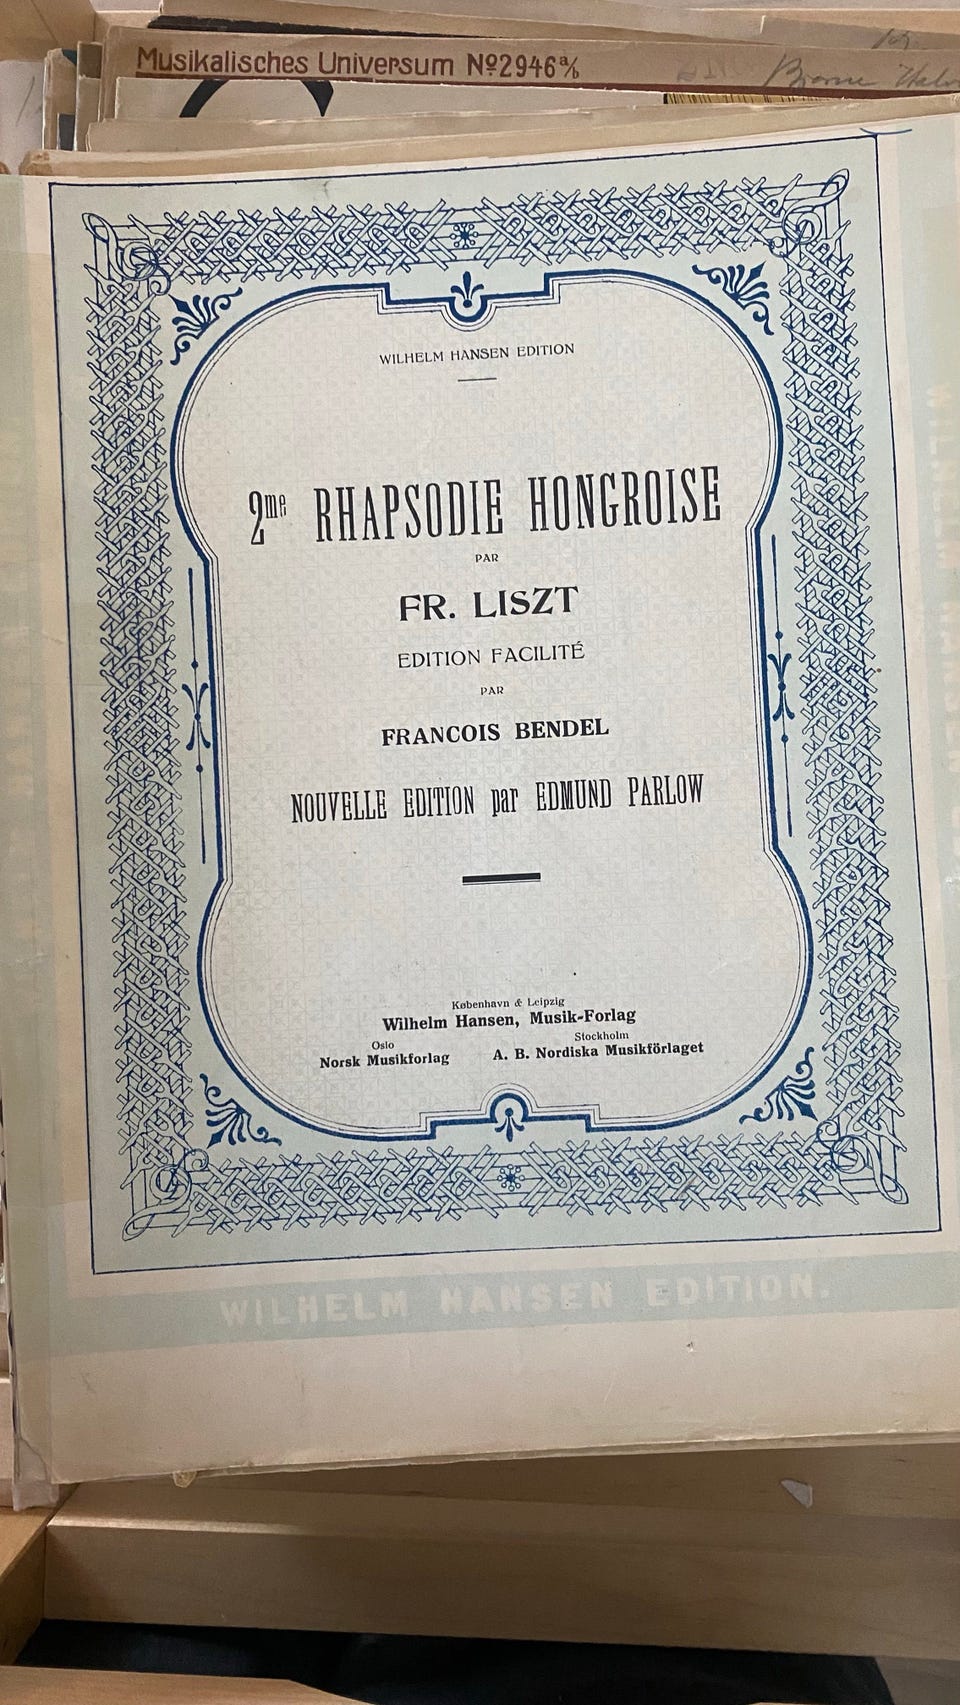 Musikalisches Universum No2946 a/b
WILHELM HANSEN EDITION
2me RHAPSODIE HONGROISE
PAR
FR. LISZT
EDITION FACILITÉ
PAR
FRANCOIS BENDEL
NOUVELLE EDITION par EDMUND PARLOW
København & Leipzig
Wilhelm Hansen, Musik-Forlag
Oslo
Norsk Musikforlag
Stockholm
A. B. Nordiska Musikförlaget
WILHELM HANSEN EDITION.